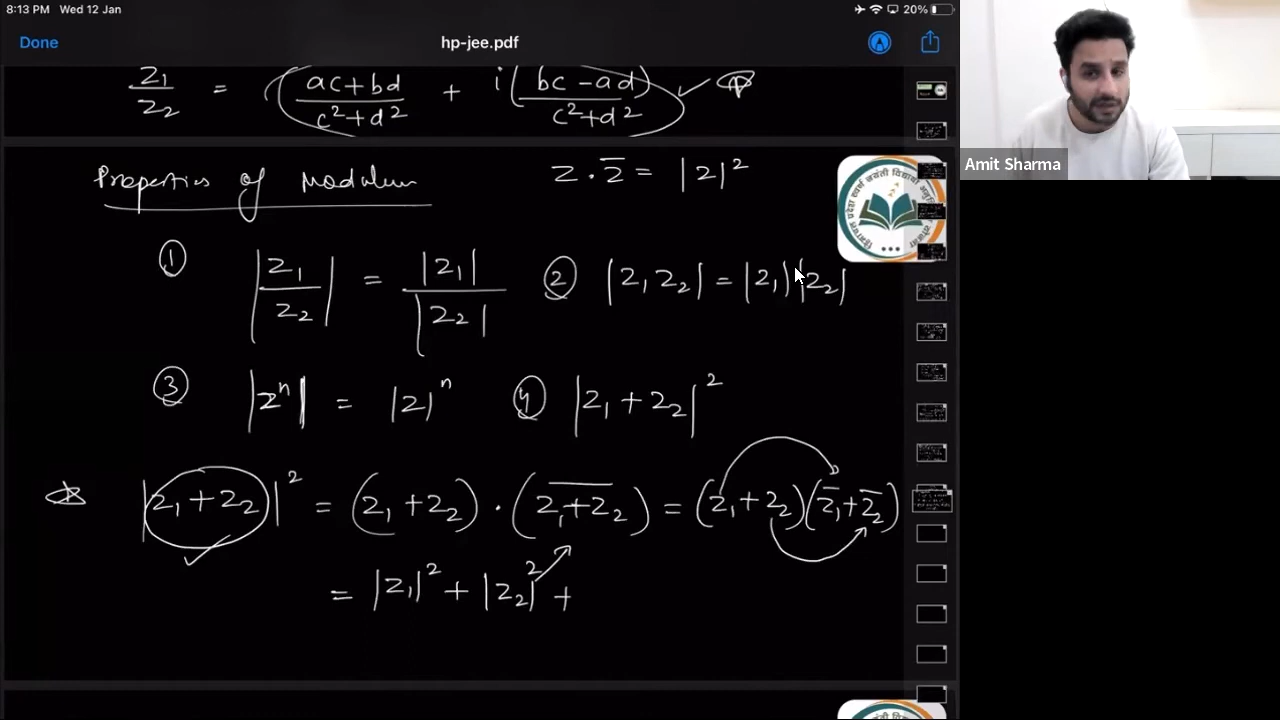 8:13 PM Wed 12 Jan
20%
Done
hp-jee.pdf
z₁/z₂ = (ac+bd)/(c²+d²) + i((bc-ad)/(c²+d²))
Amit Sharma
Properties of Modulus
z·z̅ = |z|²
① |z₁/z₂| = |z₁|/|z₂|
② |z₁z₂| = |z₁||z₂|
③ |zⁿ| = |z|ⁿ
④ |z₁+z₂|²
|z₁+z₂|² = (z₁+z₂)·(z̅₁̅+̅z̅₂̅) = (z₁+z₂)(z̅₁+z̅₂)
= |z₁|² + |z₂|² +